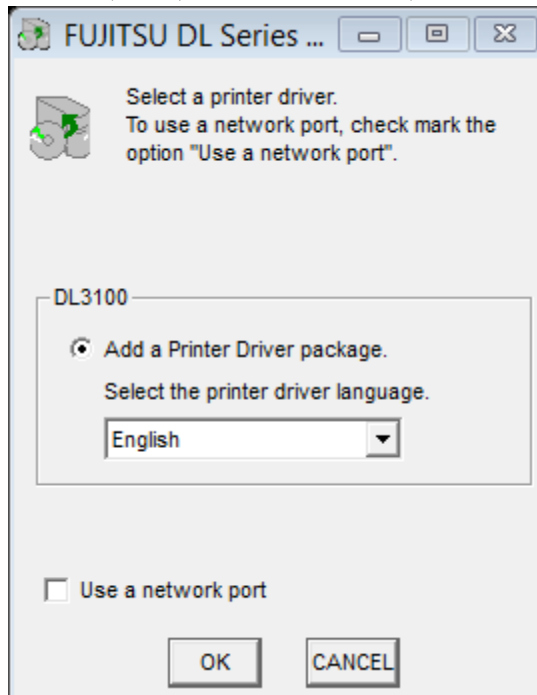 FUJITSU DL Series ...
Select a printer driver.
To use a network port, check mark the
option "Use a network port".
DL3100
Add a Printer Driver package.
Select the printer driver language.
English
Use a network port
OK
CANCEL